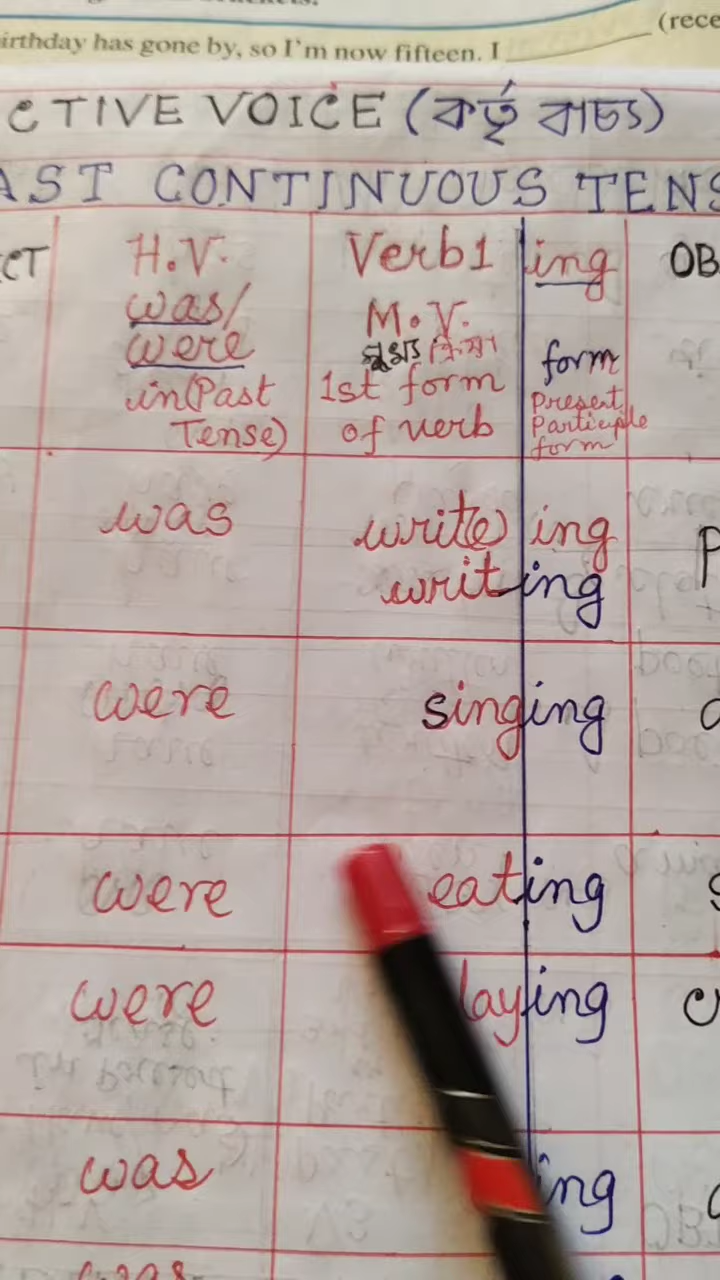 (rece
irthday has gone by, so I'm now fifteen. I
CTIVE VOICE (কর্তৃ বাচ্য)
AST CONTINUOUS TENS
ECT H.V. Verb1 ing OB
was/ M.V.
were form
in (Past 1st form Present
Tense) of verb Participle
form
was write ing P
writing
were singing
were eating s
were laying
was ing
was